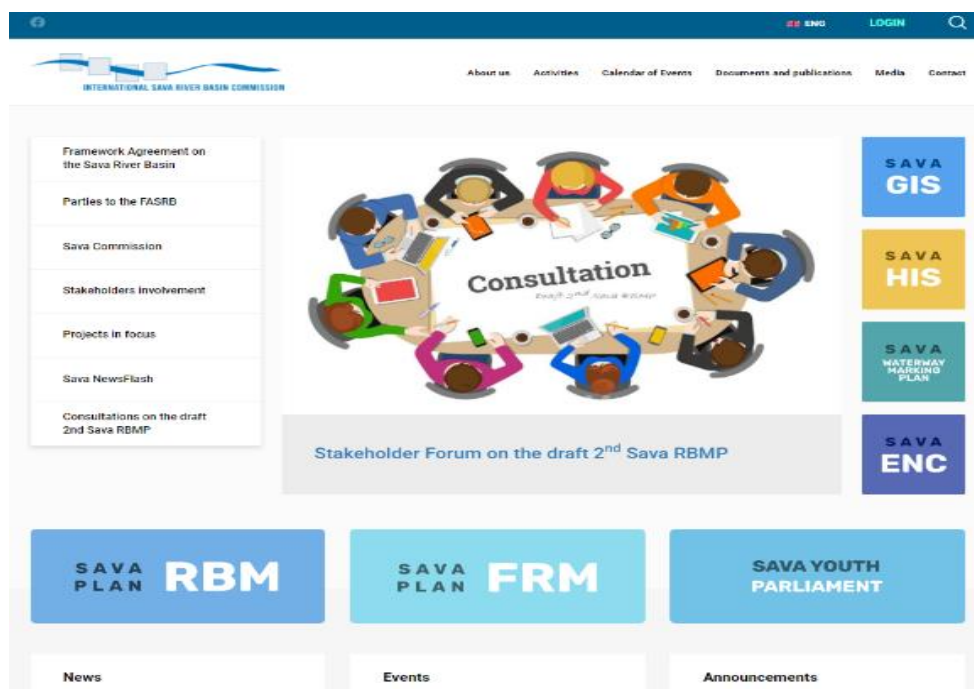 ENG LOGIN
INTERNATIONAL SAVA RIVER BASIN COMMISSION
About us Activities Calendar of Events Documents and publications Media Contact
Framework Agreement on
the Sava River Basin
Parties to the FASRB
Sava Commission
Stakeholders involvement
Projects in focus
Sava NewsFlash
Consultations on the draft
2nd Sava RBMP
Consultation
Draft 2nd Sava RBMP
Stakeholder Forum on the draft 2nd Sava RBMP
SAVA
GIS
SAVA
HIS
SAVA
WATERWAY
MARKING
PLAN
SAVA
ENC
SAVA
PLAN
RBM
SAVA
PLAN
FRM
SAVA YOUTH
PARLIAMENT
News
Events
Announcements